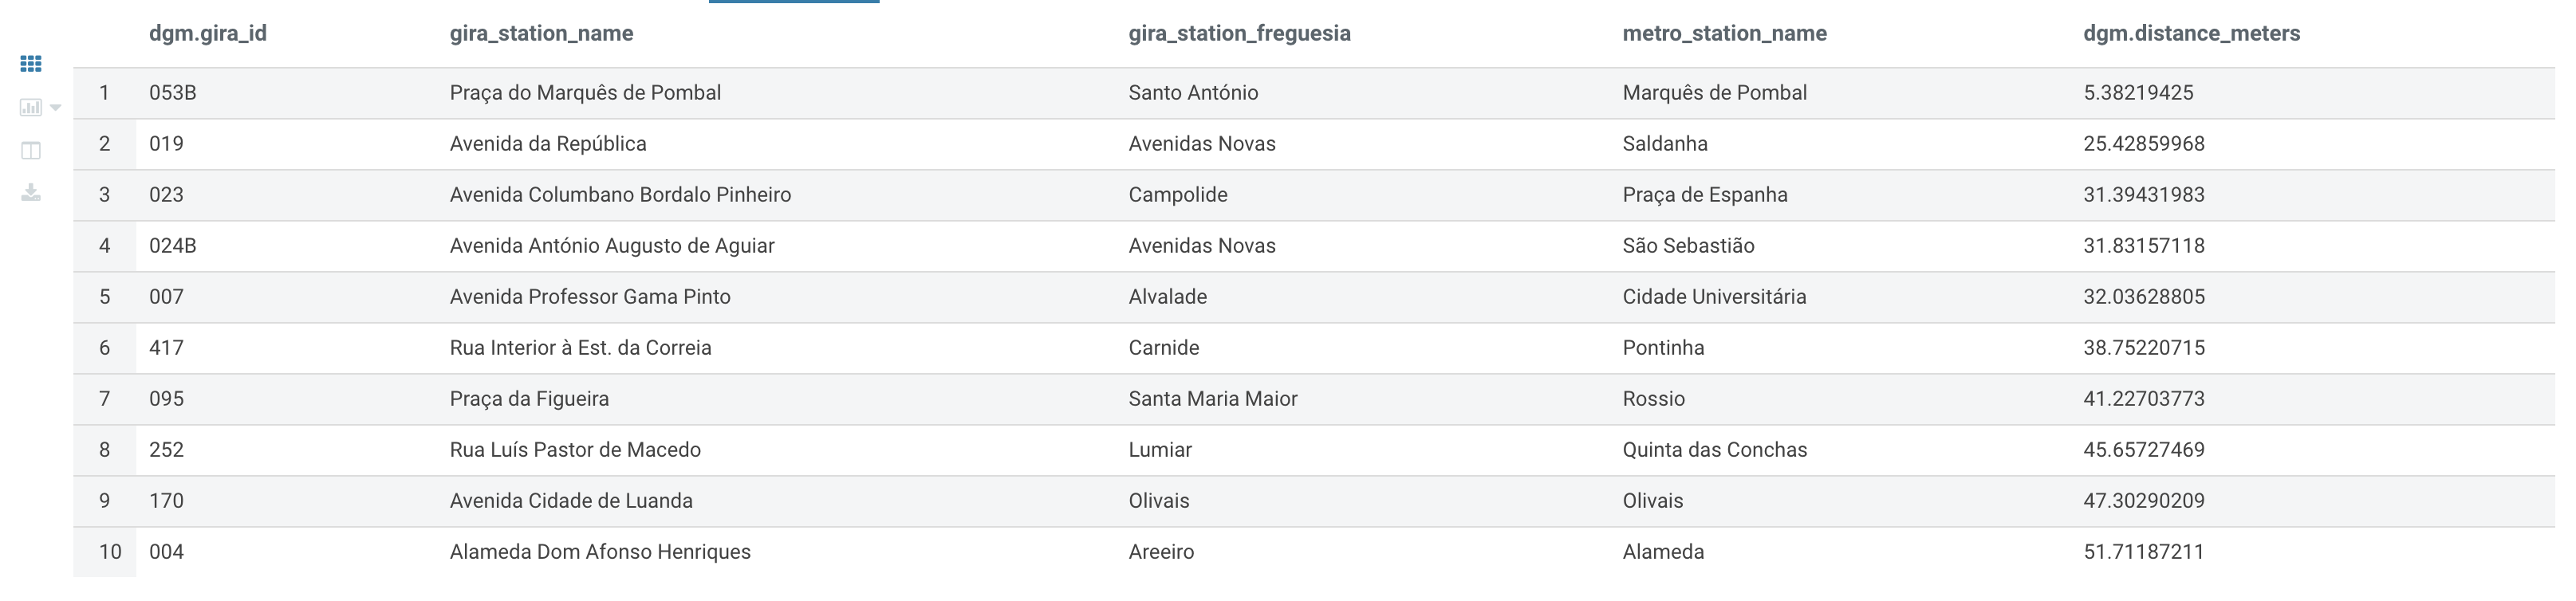 dgm.gira_id gira_station_name gira_station_freguesia metro_station_name dgm.distance_meters
1 053B Praça do Marquês de Pombal Santo António Marquês de Pombal 5.38219425
2 019 Avenida da República Avenidas Novas Saldanha 25.42859968
3 023 Avenida Columbano Bordalo Pinheiro Campolide Praça de Espanha 31.39431983
4 024B Avenida António Augusto de Aguiar Avenidas Novas São Sebastião 31.83157118
5 007 Avenida Professor Gama Pinto Alvalade Cidade Universitária 32.03628805
6 417 Rua Interior à Est. da Correia Carnide Pontinha 38.75220715
7 095 Praça da Figueira Santa Maria Maior Rossio 41.22703773
8 252 Rua Luís Pastor de Macedo Lumiar Quinta das Conchas 45.65727469
9 170 Avenida Cidade de Luanda Olivais Olivais 47.30290209
10 004 Alameda Dom Afonso Henriques Areeiro Alameda 51.71187211